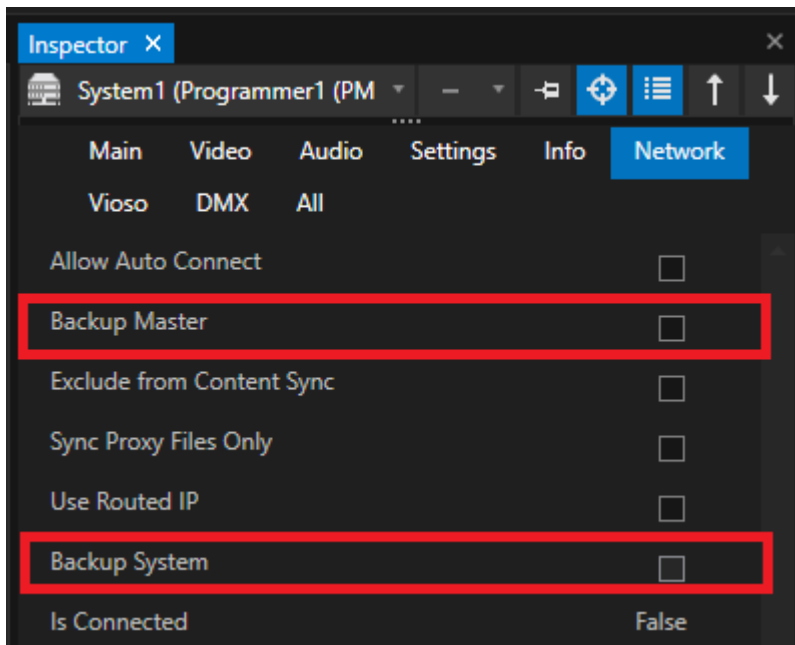 Inspector
System1 (Programmer1 (PM
Main Video Audio Settings Info Network
Vioso DMX All
Allow Auto Connect
Backup Master
Exclude from Content Sync
Sync Proxy Files Only
Use Routed IP
Backup System
Is Connected False